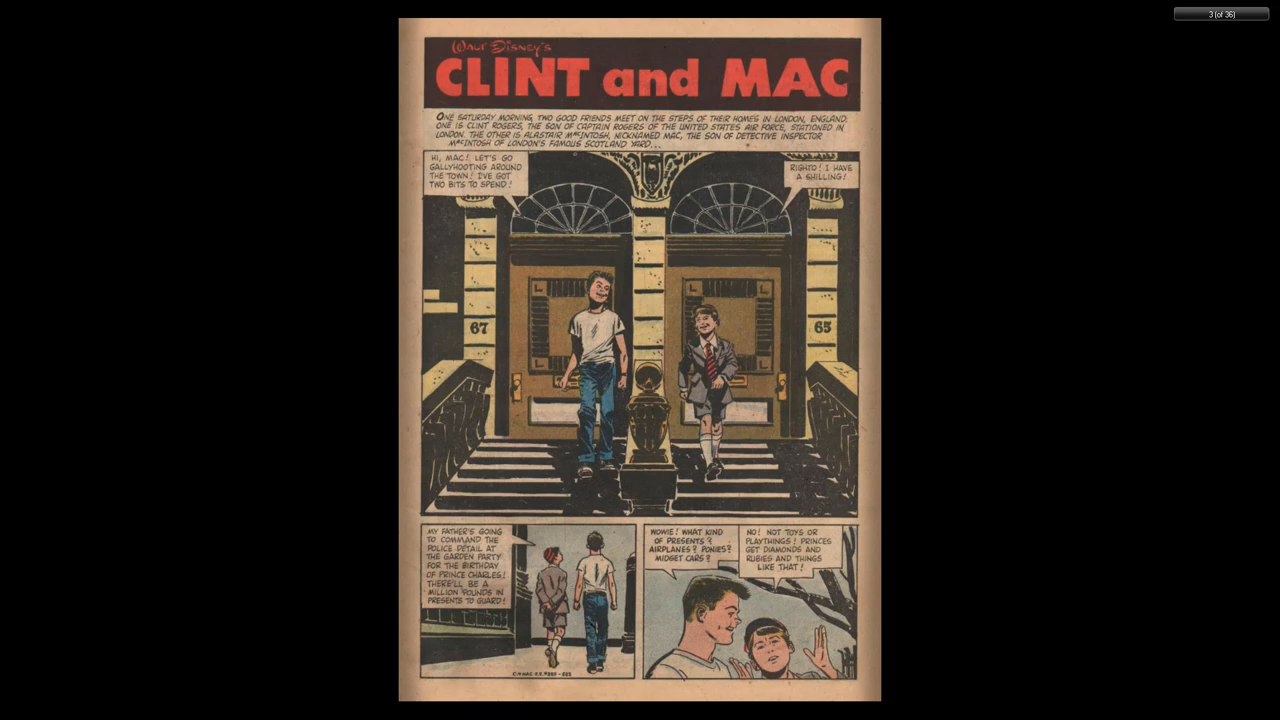 3 (of 36)
Walt Disney's
CLINT and MAC
ONE SATURDAY MORNING, TWO GOOD FRIENDS MEET ON THE STEPS OF THEIR HOMES IN LONDON, ENGLAND.
ONE IS CLINT ROGERS, THE SON OF CAPTAIN ROGERS OF THE UNITED STATES AIR FORCE, STATIONED IN
LONDON. THE OTHER IS ALASTAIR MACINTOSH, NICKNAMED MAC, THE SON OF DETECTIVE INSPECTOR
MACINTOSH OF LONDON'S FAMOUS SCOTLAND YARD...
HI, MAC! LET'S GO
GALLYHOOTING AROUND
THE TOWN! I'VE GOT
TWO BITS TO SPEND!
RIGHTO! I HAVE
A SHILLING!
67
65
MY FATHER'S GOING
TO COMMAND THE
POLICE DETAIL AT
THE GARDEN PARTY
FOR THE BIRTHDAY
OF PRINCE CHARLES!
THERE'LL BE A
MILLION POUNDS IN
PRESENTS TO GUARD!
WOWIE! WHAT KIND
OF PRESENTS?
AIRPLANES? PONIES?
MIDGET CARS?
NO! NOT TOYS OR
PLAYTHINGS! PRINCES
GET DIAMONDS AND
RUBIES AND THINGS
LIKE THAT!